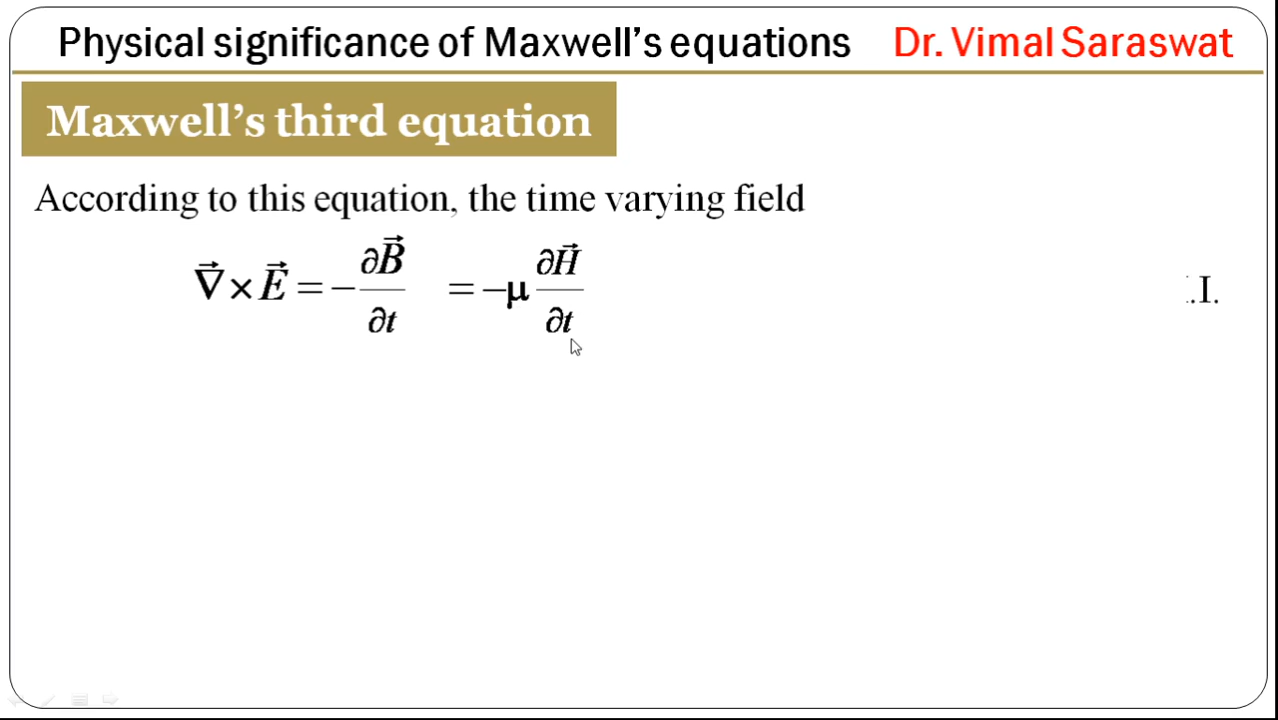 Physical significance of Maxwell's equations Dr. Vimal Saraswat
Maxwell's third equation
According to this equation, the time varying field
∇⃗ × E⃗ = − ∂B⃗/∂t = −μ ∂H⃗/∂t .I.